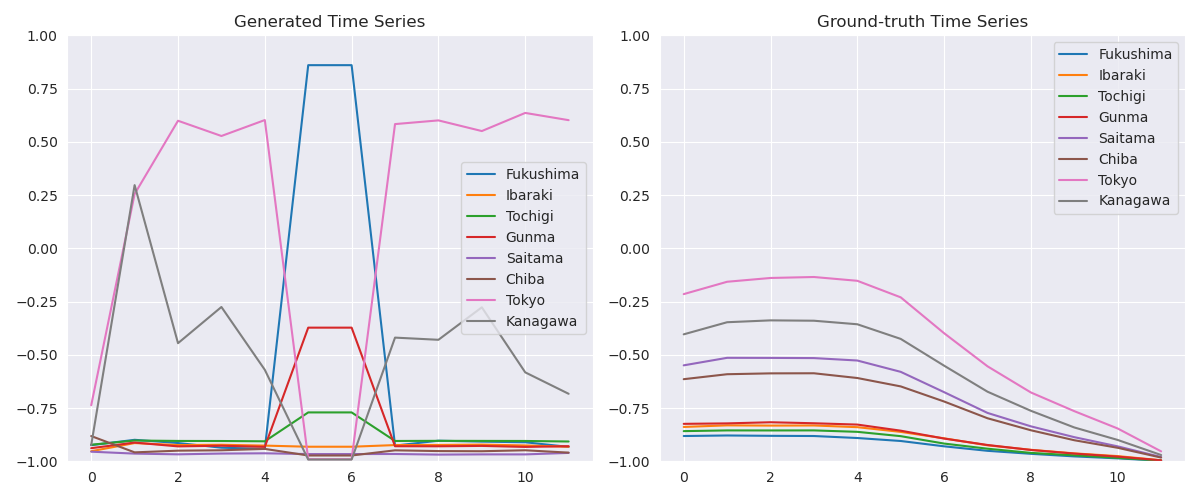 Generated Time Series
1.00
0.75
0.50
0.25
0.00
−0.25
−0.50
−0.75
−1.00
0 2 4 6 8 10
Fukushima
Ibaraki
Tochigi
Gunma
Saitama
Chiba
Tokyo
Kanagawa
Ground-truth Time Series
1.00
0.75
0.50
0.25
0.00
−0.25
−0.50
−0.75
−1.00
0 2 4 6 8 10
Fukushima
Ibaraki
Tochigi
Gunma
Saitama
Chiba
Tokyo
Kanagawa